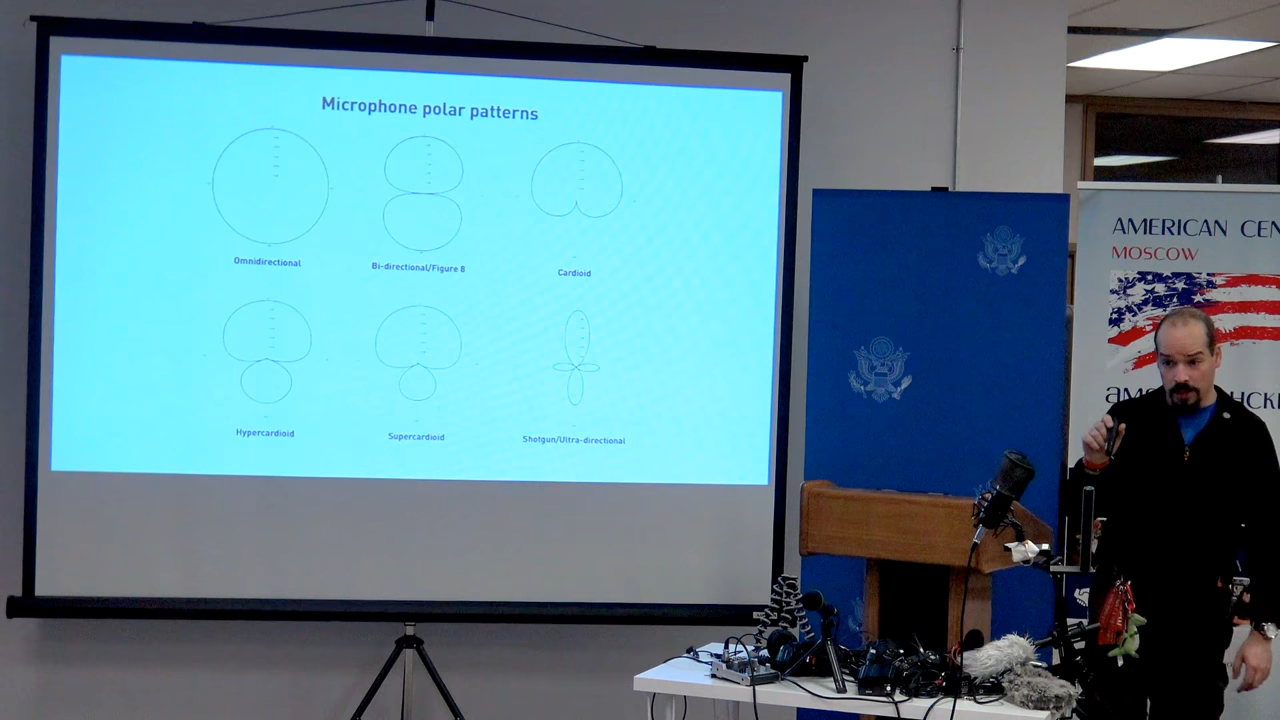 Microphone polar patterns
Omnidirectional
Bi-directional/Figure 8
Cardioid
Hypercardioid
Supercardioid
Shotgun/Ultra-directional
AMERICAN CEN
MOSCOW